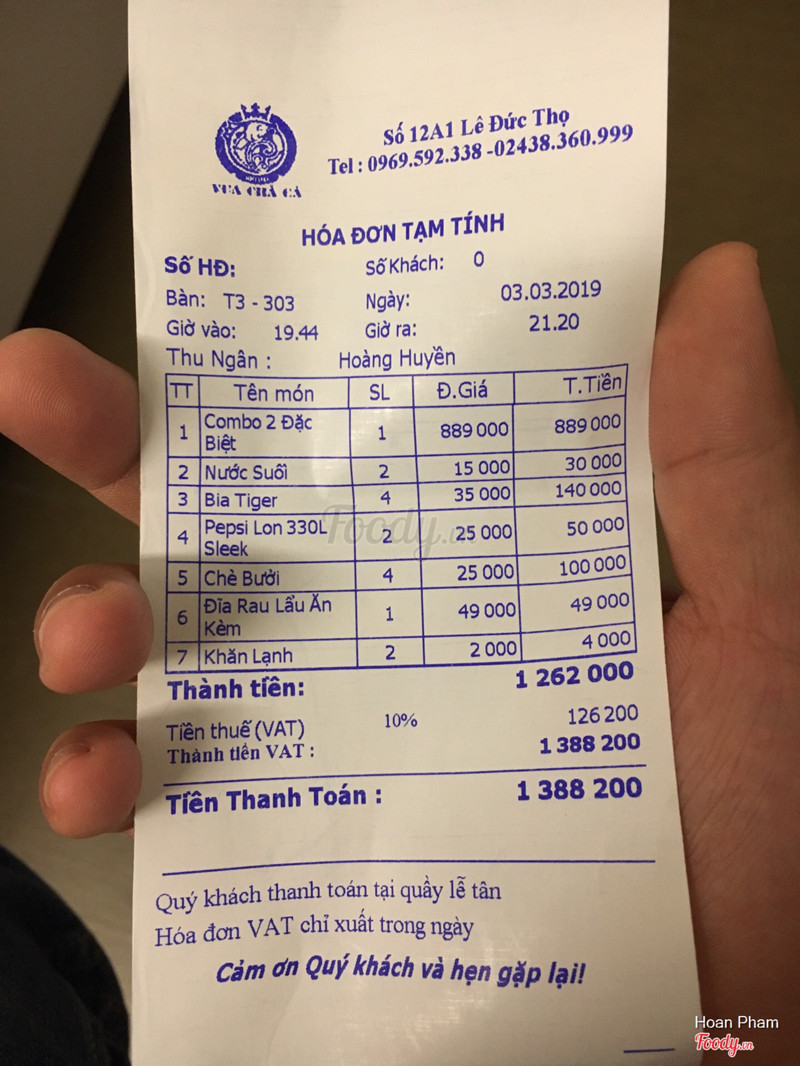 Số 12A1 Lê Đức Thọ
Tel : 0969.592.338 -02438.360.999
VUA CHẢ CÁ
HÓA ĐƠN TẠM TÍNH
Số HĐ:
Số Khách: 0
Bàn: T3 - 303 Ngày: 03.03.2019
Giờ vào: 19.44 Giờ ra: 21.20
Thu Ngân : Hoàng Huyền
TT Tên món SL Đ.Giá T.Tiền
1 Combo 2 Đặc Biệt 1 889 000 889 000
2 Nước Suối 2 15 000 30 000
3 Bia Tiger 4 35 000 140 000
4 Pepsi Lon 330L Sleek 2 25 000 50 000
5 Chè Bưởi 4 25 000 100 000
6 Đĩa Rau Lẩu Ăn Kèm 1 49 000 49 000
7 Khăn Lạnh 2 2 000 4 000
Thành tiền: 1 262 000
Tiền thuế (VAT) 10% 126 200
Thành tiền VAT : 1 388 200
Tiền Thanh Toán : 1 388 200
Quý khách thanh toán tại quầy lễ tân
Hóa đơn VAT chỉ xuất trong ngày
Cảm ơn Quý khách và hẹn gặp lại!
Foody.vn
Hoan Pham
Foody.vn